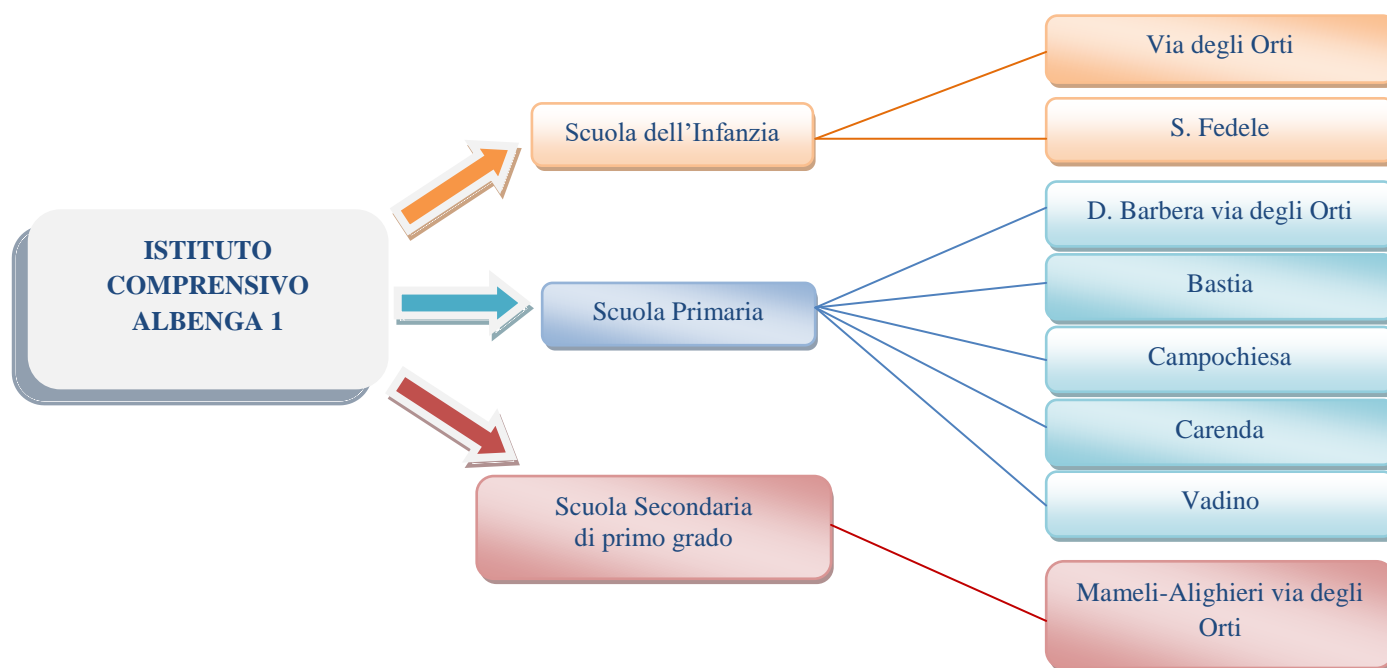 ISTITUTO
COMPRENSIVO
ALBENGA 1
Scuola dell’Infanzia
Via degli Orti
S. Fedele
Scuola Primaria
D. Barbera via degli Orti
Bastia
Campochiesa
Carenda
Vadino
Scuola Secondaria
di primo grado
Mameli-Alighieri via degli
Orti